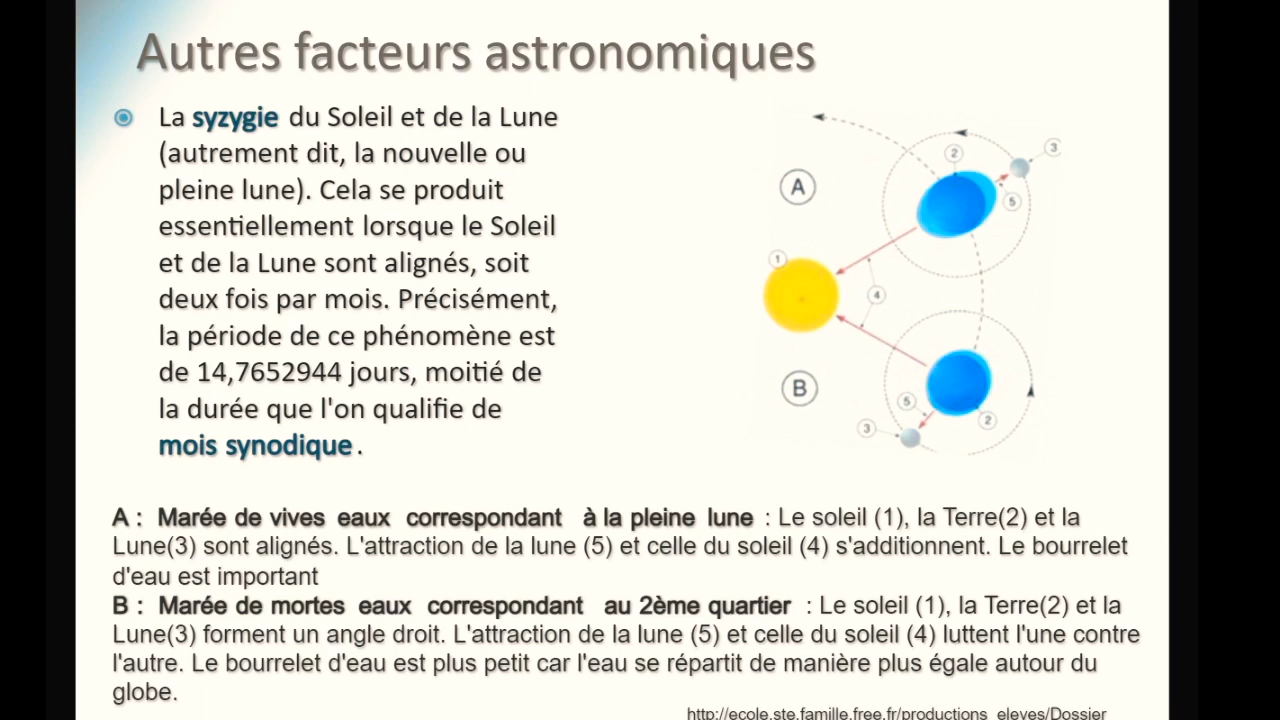 Autres facteurs astronomiques
La syzygie du Soleil et de la Lune
(autrement dit, la nouvelle ou
pleine lune). Cela se produit
essentiellement lorsque le Soleil
et de la Lune sont alignés, soit
deux fois par mois. Précisément,
la période de ce phénomène est
de 14,7652944 jours, moitié de
la durée que l'on qualifie de
mois synodique.
2
3
A
5
1
4
B
5
3
2
A : Marée de vives eaux correspondant à la pleine lune : Le soleil (1), la Terre(2) et la
Lune(3) sont alignés. L'attraction de la lune (5) et celle du soleil (4) s'additionnent. Le bourrelet
d'eau est important
B : Marée de mortes eaux correspondant au 2ème quartier : Le soleil (1), la Terre(2) et la
Lune(3) forment un angle droit. L'attraction de la lune (5) et celle du soleil (4) luttent l'une contre
l'autre. Le bourrelet d'eau est plus petit car l'eau se répartit de manière plus égale autour du
globe.
http://ecole.ste.famille.free.fr/productions_eleves/Dossier